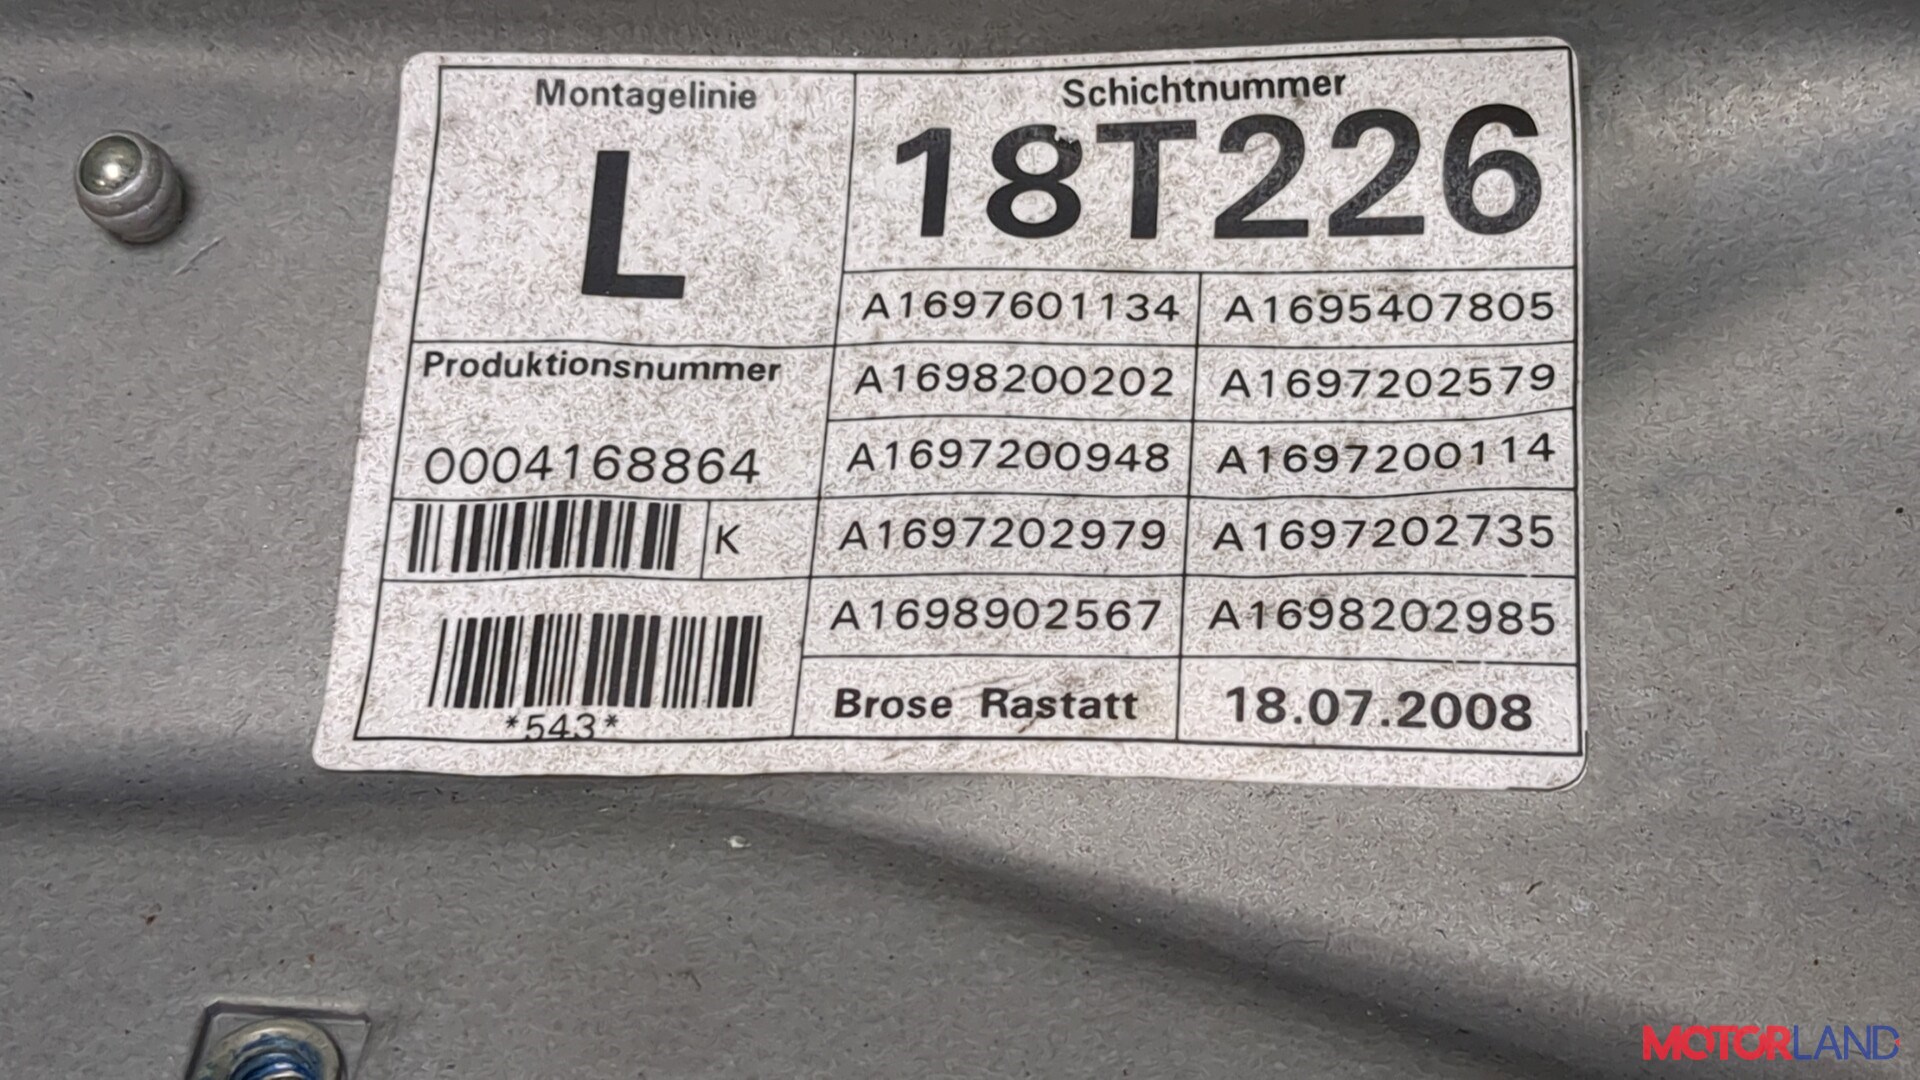 Montagelinie
L
Schichtnummer
18T226
A1697601134 A1695407805
A1698200202 A1697202579
A1697200948 A1697200114
A1697202979 A1697202735
A1698902567 A1698202985
Brose Rastatt 18.07.2008
Produktionsnummer
0004168864
K
*543*
MOTORLAND